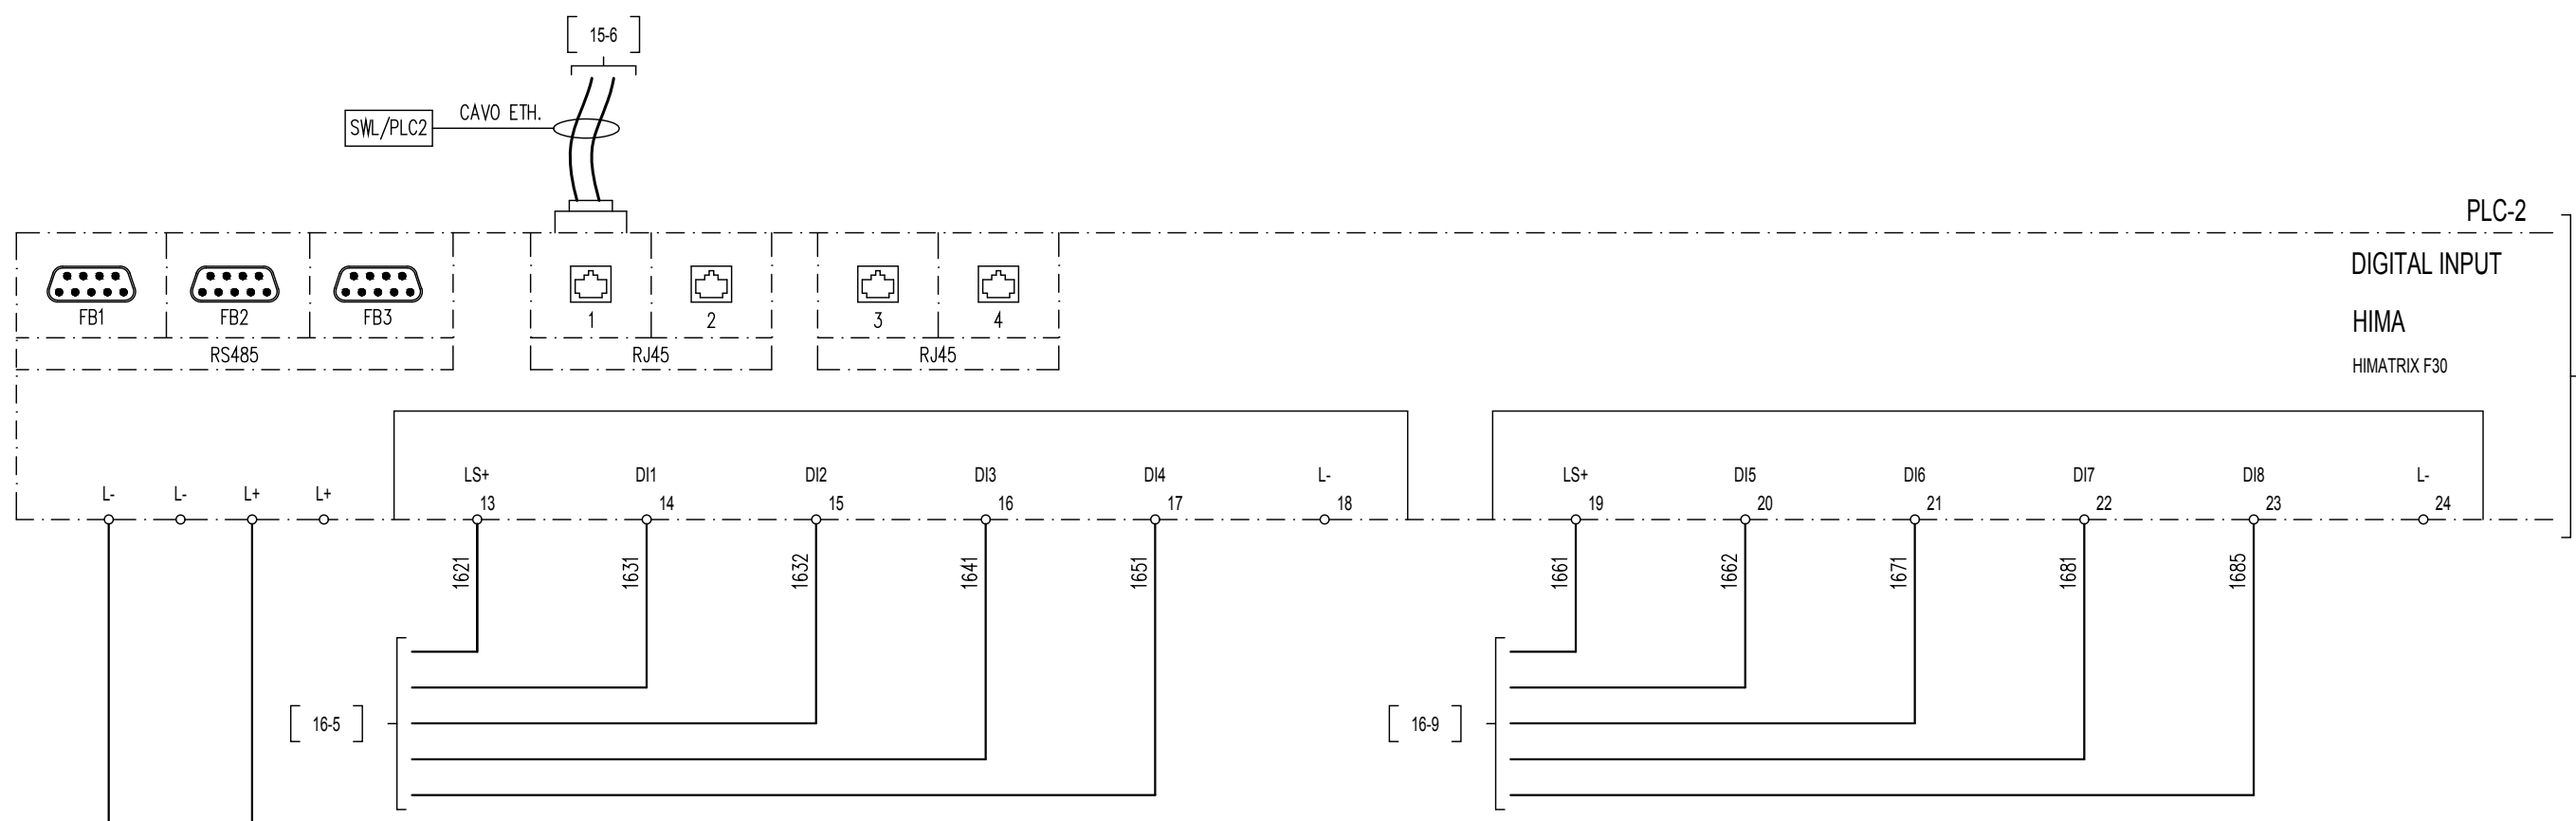 15-6
SWL/PLC2 CAVO ETH.
PLC-2
DIGITAL INPUT
HIMA
HIMATRIX F30
FB1 FB2 FB3 1 2 3 4
RS485 RJ45 RJ45
LS+ DI1 DI2 DI3 DI4 L- LS+ DI5 DI6 DI7 DI8 L-
L- L- L+ L+ 13 14 15 16 17 18 19 20 21 22 23 24
1621 1631 1632 1641 1651 1661 1662 1671 1681 1685
16-5 16-9